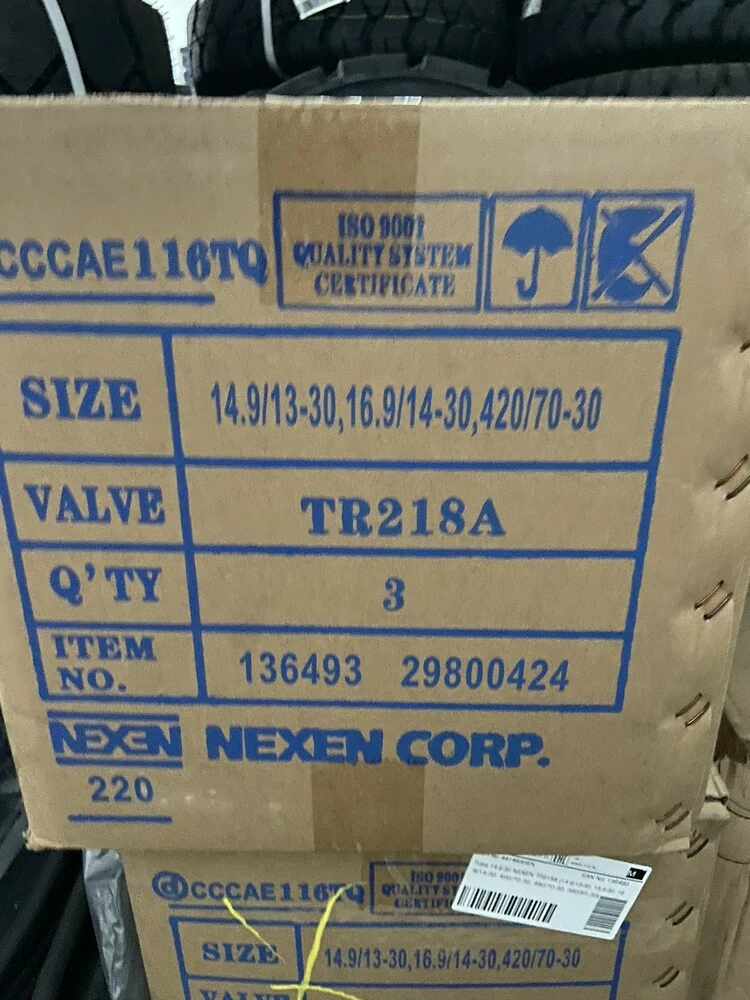 CCCAE116TQ
ISO 9001
QUALITY SYSTEM
CERTIFICATE
SIZE 14.9/13-30,16.9/14-30,420/70-30
VALVE TR218A
Q'TY 3
ITEM NO. 136493 29800424
NEXEN NEXEN CORP.
220
@CCCAE116TQ
ISO 9001
QUALITY
SIZE 14.9/13-30,16.9/14-30,420/70-30
VALVE
M